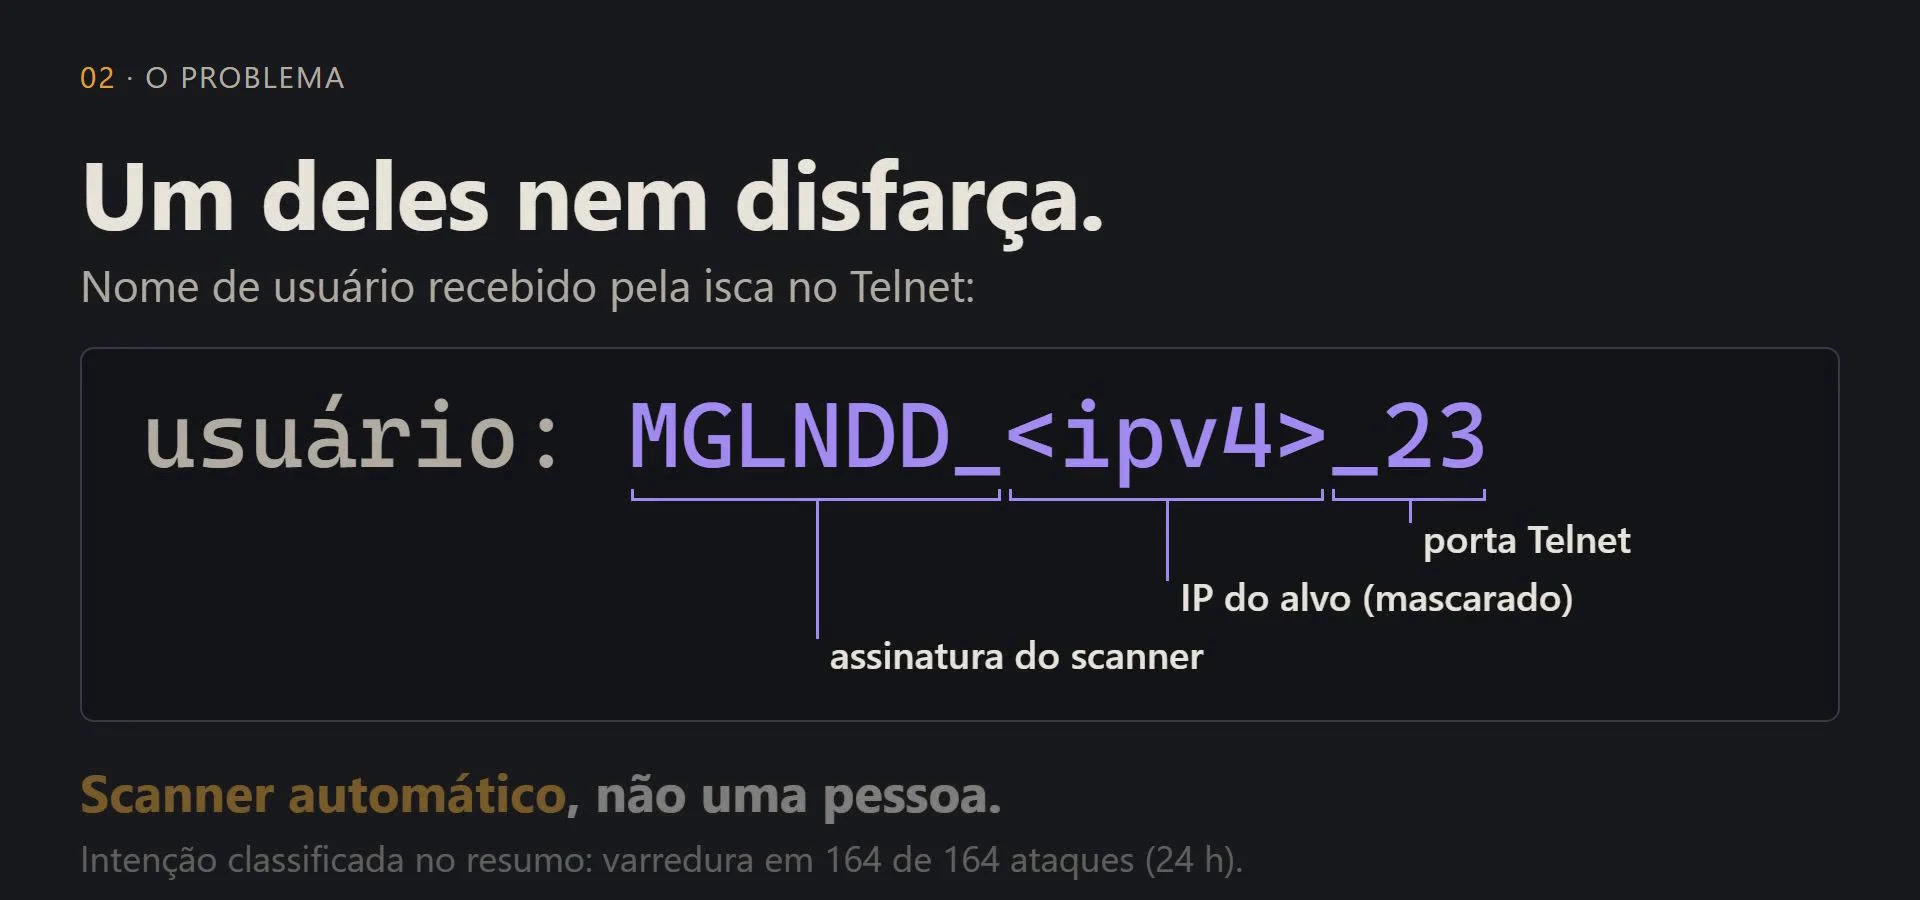 02 · O PROBLEMA
Um deles nem disfarça.
Nome de usuário recebido pela isca no Telnet:
usuário: MGLNDD_<ipv4>_23
porta Telnet
IP do alvo (mascarado)
assinatura do scanner
Scanner automático, não uma pessoa.
Intenção classificada no resumo: varredura em 164 de 164 ataques (24 h).